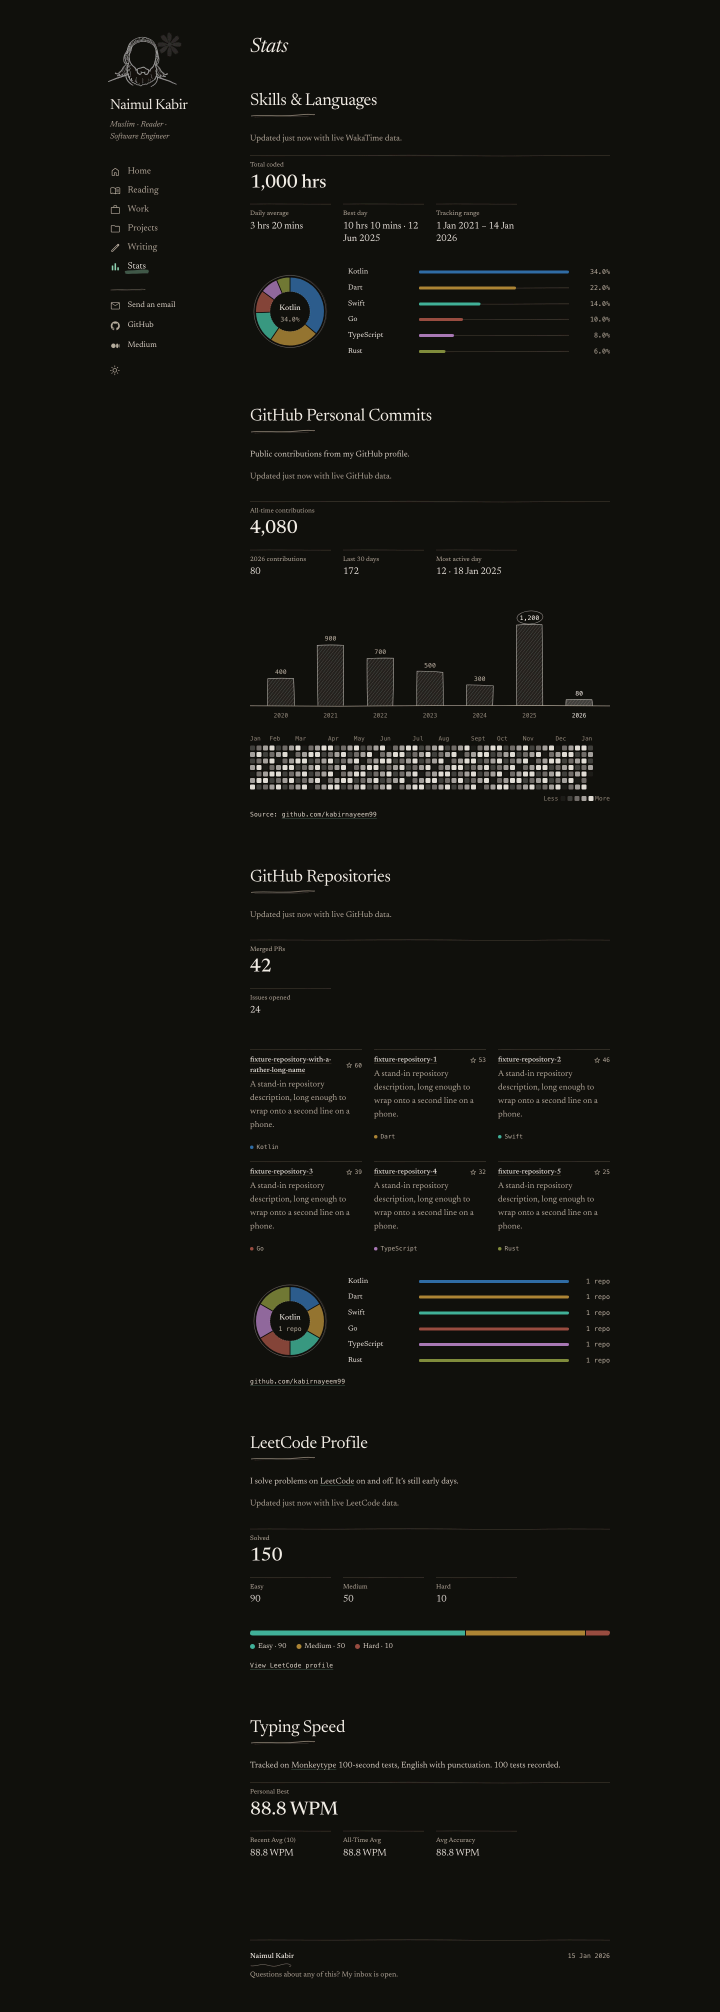 Naimul Kabir
Muslim · Reader ·
Software Engineer
Home
Reading
Work
Projects
Writing
Stats
Send an email
GitHub
Medium
Stats
Skills & Languages
Updated just now with live WakaTime data.
Total coded
1,000 hrs
Daily average
3 hrs 20 mins
Best day
10 hrs 10 mins · 12
Jun 2025
Tracking range
1 Jan 2021 – 14 Jan
2026
Kotlin
34.0%
Kotlin 34.0%
Dart 22.0%
Swift 14.0%
Go 10.0%
TypeScript 8.0%
Rust 6.0%
GitHub Personal Commits
Public contributions from my GitHub profile.
Updated just now with live GitHub data.
All-time contributions
4,080
2026 contributions
80
Last 30 days
172
Most active day
12 · 18 Jan 2025
400 900 700 500 300 1,200 80
2020 2021 2022 2023 2024 2025 2026
Jan Feb Mar Apr May Jun Jul Aug Sept Oct Nov Dec Jan
Less More
Source: github.com/kabirnayeem99
GitHub Repositories
Updated just now with live GitHub data.
Merged PRs
42
Issues opened
24
fixture-repository-with-a-
rather-long-name
60
A stand-in repository
description, long enough to
wrap onto a second line on a
phone.
Kotlin
fixture-repository-1 53
A stand-in repository
description, long enough to
wrap onto a second line on a
phone.
Dart
fixture-repository-2 46
A stand-in repository
description, long enough to
wrap onto a second line on a
phone.
Swift
fixture-repository-3 39
A stand-in repository
description, long enough to
wrap onto a second line on a
phone.
Go
fixture-repository-4 32
A stand-in repository
description, long enough to
wrap onto a second line on a
phone.
TypeScript
fixture-repository-5 25
A stand-in repository
description, long enough to
wrap onto a second line on a
phone.
Rust
Kotlin
1 repo
Kotlin 1 repo
Dart 1 repo
Swift 1 repo
Go 1 repo
TypeScript 1 repo
Rust 1 repo
github.com/kabirnayeem99
LeetCode Profile
I solve problems on LeetCode on and off. It's still early days.
Updated just now with live LeetCode data.
Solved
150
Easy
90
Medium
50
Hard
10
Easy · 90 Medium · 50 Hard · 10
View LeetCode profile
Typing Speed
Tracked on Monkeytype 100-second tests, English with punctuation. 100 tests recorded.
Personal Best
88.8 WPM
Recent Avg (10)
88.8 WPM
All-Time Avg
88.8 WPM
Avg Accuracy
88.8 WPM
Naimul Kabir 15 Jan 2026
Questions about any of this? My inbox is open.